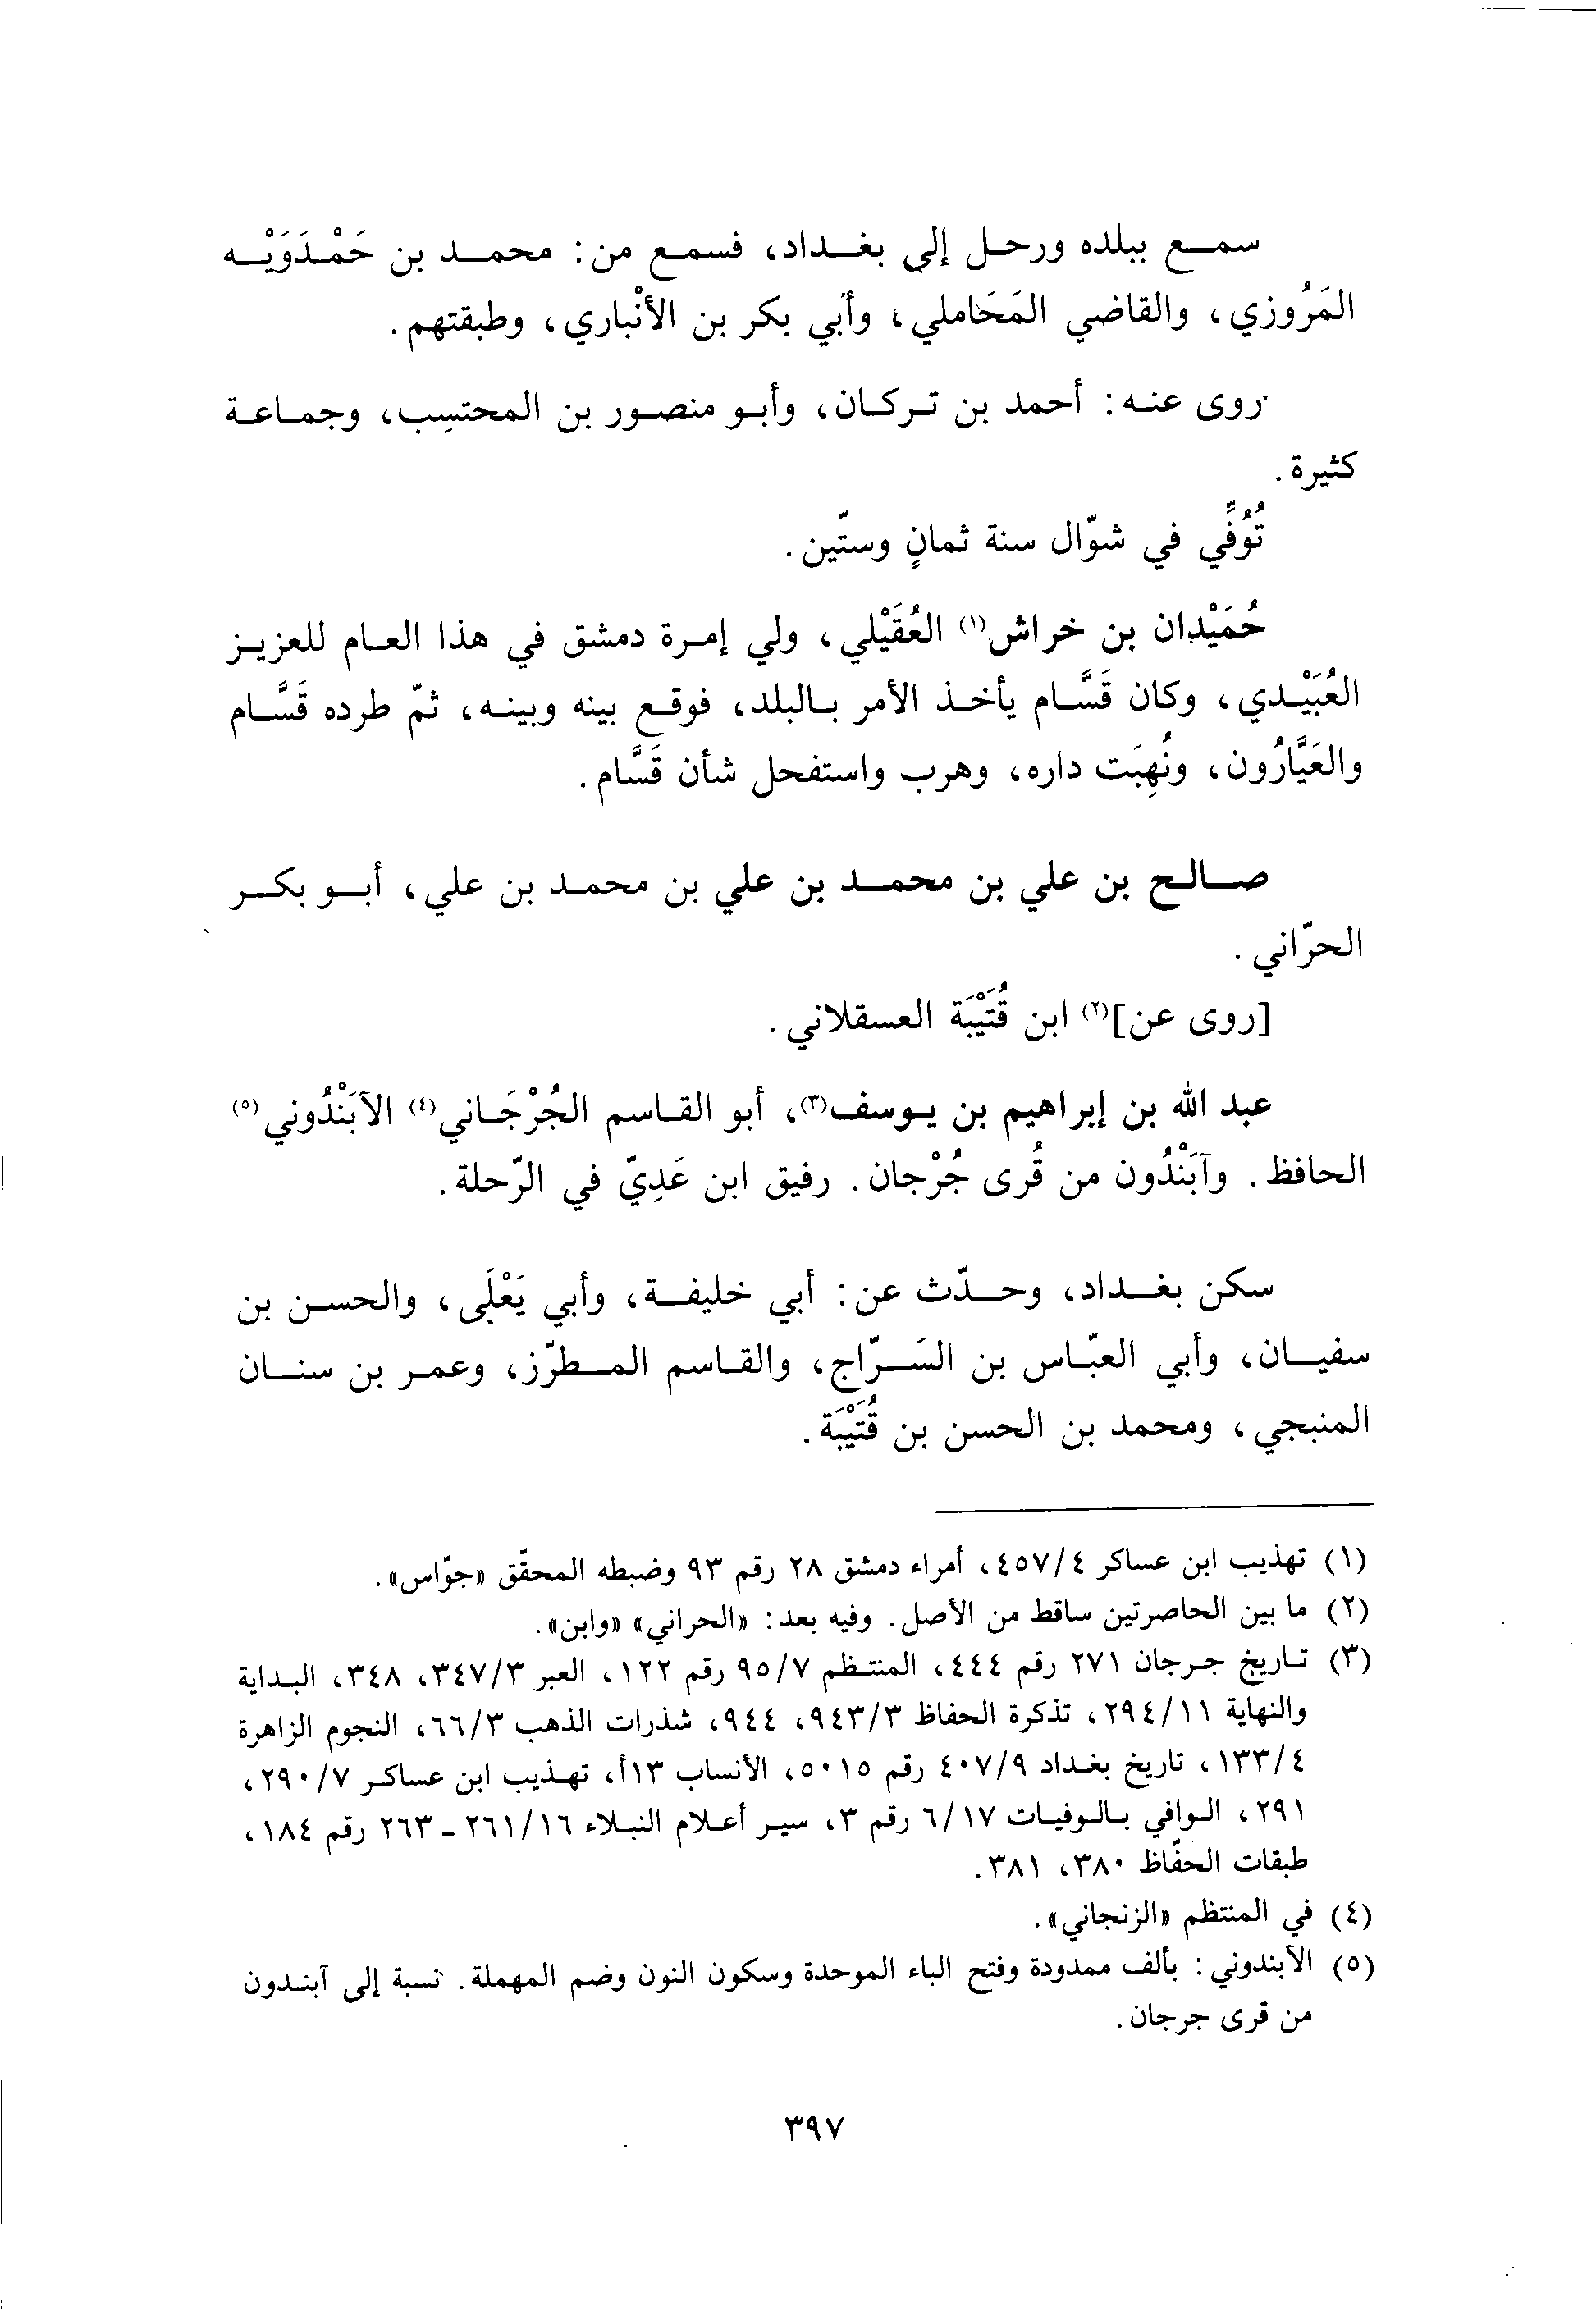 سمع ببلده ورحل إلى بغداد، فسمع من: محمد بن حَمْدَوَيْه
المَرُوزي، والقاضي المَحَاملي، وأبي بكر بن الأنْباري، وطبقتهم.
روى عنه: أحمد بن تركان، وأبو منصور بن المحتسِب، وجماعة
كثيرة.
تُوُفِّي في شوّال سنة ثمانٍ وستّين.
حُمَيْدان بن خراش(١) العُقَيْلي، ولي إمرة دمشق في هذا العام للعزيز
العُبَيْدي، وكان قَسَّام يأخذ الأمر بالبلد، فوقع بينه وبينه، ثمّ طرده قَسَّام
والعَيَّارُون، ونُهِبَت داره، وهرب واستفحل شأن قَسَّام.
صالح بن علي بن محمد بن علي بن محمد بن علي، أبو بكر
الحرّاني.
[روى عن](٢) ابن قُتَيْبَة العسقلاني.
عبد الله بن إبراهيم بن يوسف(٣)، أبو القاسم الجُرْجَاني(٤) الآبَنْدُوني(٥)
الحافظ. وآبَنْدُون من قُرى جُرْجان. رفيق ابن عَدِيّ في الرّحلة.
سكن بغداد، وحدّث عن: أبي خليفة، وأبي يَعْلَى، والحسن بن
سفيان، وأبي العبّاس بن السَرّاج، والقاسم المطرّز، وعمر بن سنان
المنبجي، ومحمد بن الحسن بن قُتَيْبَة.
(١) تهذيب ابن عساكر ٤/٤٥٧، أمراء دمشق ٢٨ رقم ٩٣ وضبطه المحقّق «جوّاس».
(٢) ما بين الحاصرتين ساقط من الأصل. وفيه بعد: «الحراني» «وابن».
(٣) تاريخ جرجان ٢٧١ رقم ٤٤٤، المنتظم ٧/٩٥ رقم ١٢٢، العبر ٣/٣٤٧، ٣٤٨، البداية
والنهاية ١١/٢٩٤، تذكرة الحفاظ ٣/٩٤٣، ٩٤٤، شذرات الذهب ٣/٦٦، النجوم الزاهرة
٤/١٣٣، تاريخ بغداد ٩/٤٠٧ رقم ٥٠١٥، الأنساب ١٣أ، تهذيب ابن عساكر ٧/٢٩٠،
٢٩١، الوافي بالوفيات ١٧/٦ رقم ٣، سير أعلام النبلاء ١٦/٢٦١ - ٢٦٣ رقم ١٨٤،
طبقات الحفّاظ ٣٨٠، ٣٨١.
(٤) في المنتظم «الزنجاني».
(٥) الآبندوني: بألف ممدودة وفتح الباء الموحدة وسكون النون وضم المهملة. نسبة إلى آبندون
من قرى جرجان.
٣٩٧